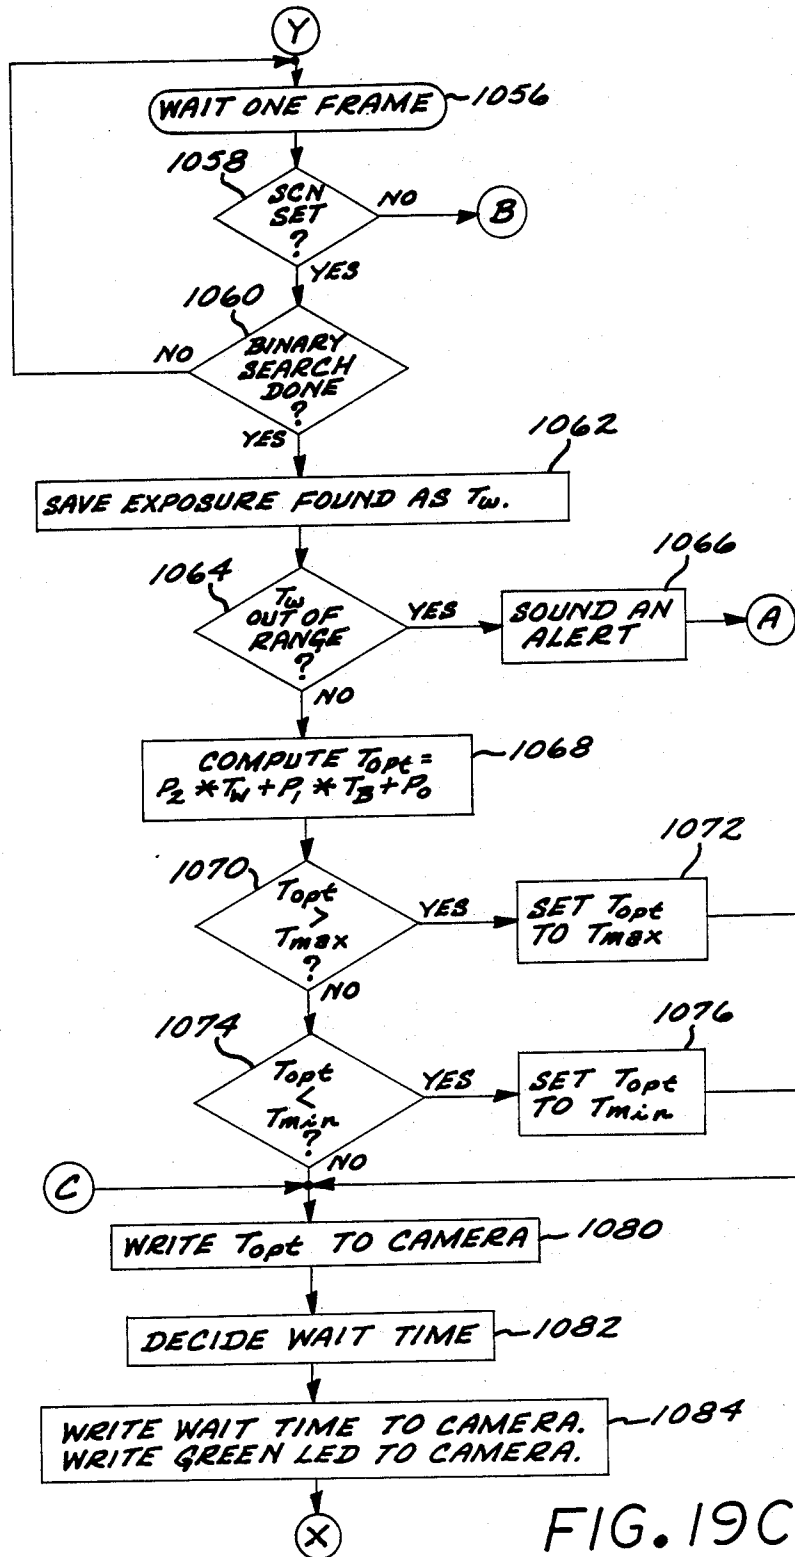 Y
WAIT ONE FRAME
1056
1058
SCN
SET
?
NO
B
YES
1060
BINARY
SEARCH
DONE
?
NO
YES
1062
SAVE EXPOSURE FOUND AS Tw.
1064
Tw
OUT OF
RANGE
?
YES
1066
SOUND AN
ALERT
A
NO
COMPUTE Topt =
P2 * TW + P1 * TB + P0
1068
1070
Topt
>
Tmax
?
YES
1072
SET Topt
TO Tmax
NO
1074
Topt
<
Tmin
?
YES
1076
SET Topt
TO Tmin
NO
C
WRITE Topt TO CAMERA
1080
DECIDE WAIT TIME
1082
WRITE WAIT TIME TO CAMERA.
WRITE GREEN LED TO CAMERA.
1084
X
FIG. 19C